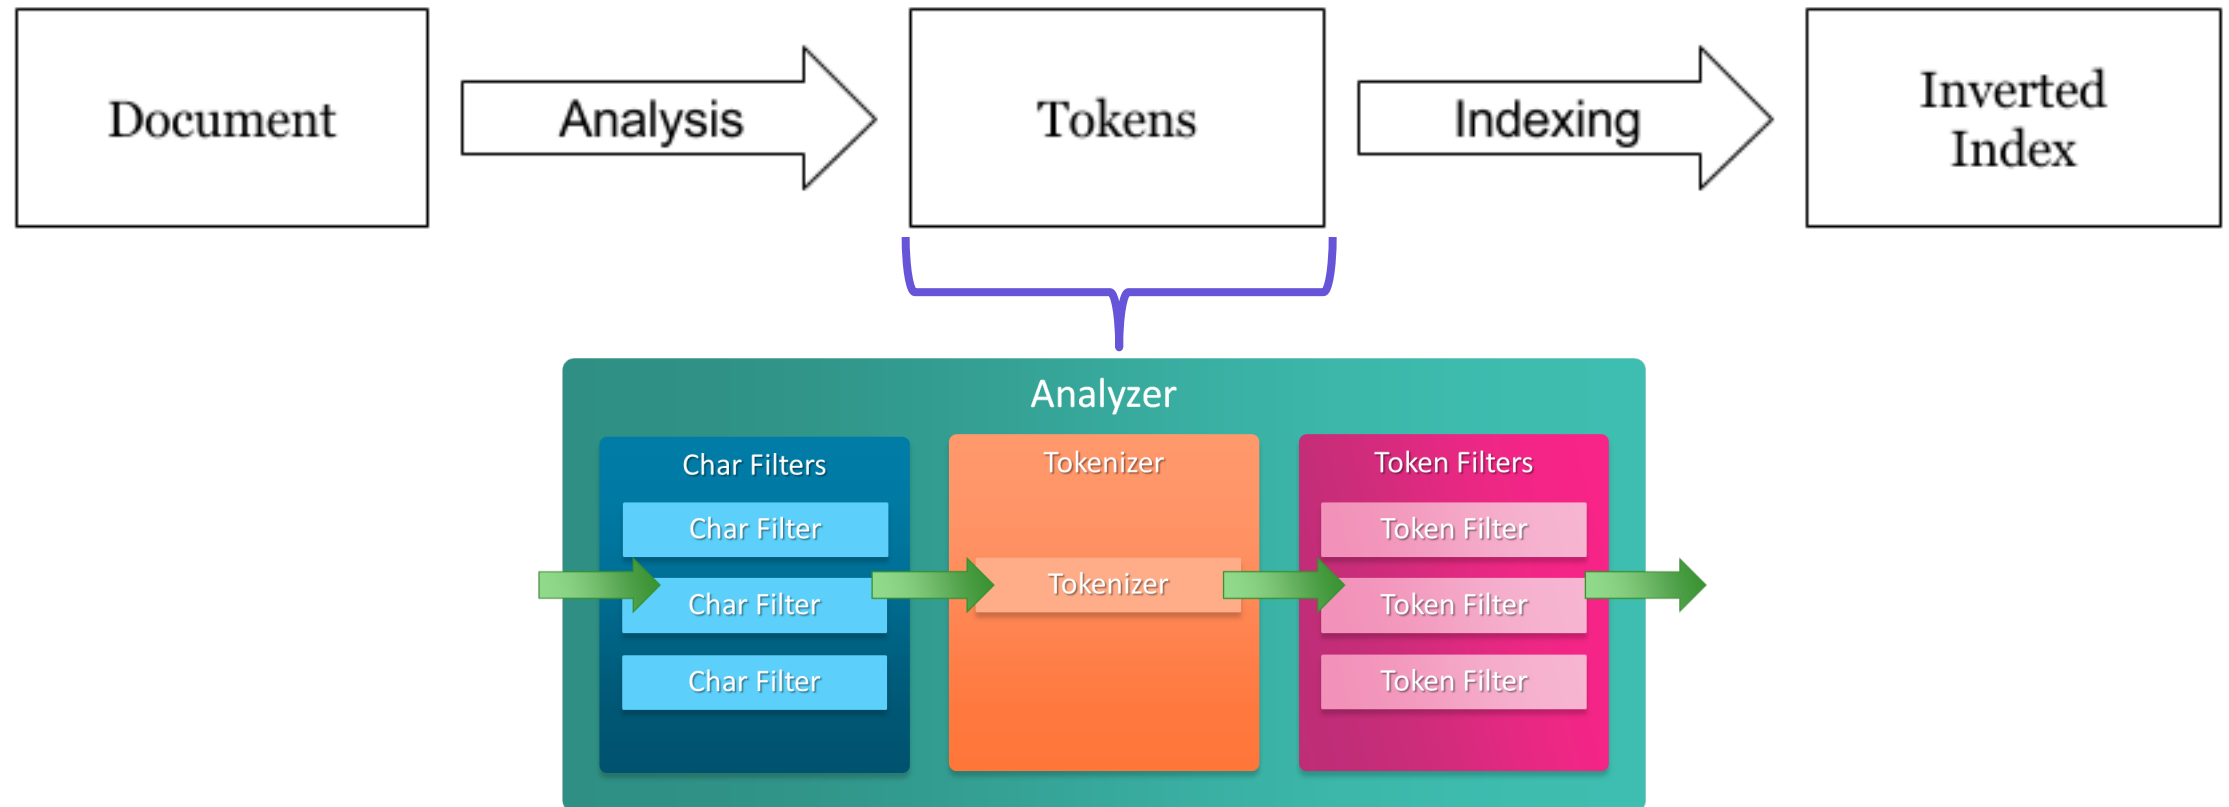 Document
Analysis
Tokens
Indexing
Inverted
Index
Analyzer
Char Filters
Char Filter
Char Filter
Char Filter
Tokenizer
Tokenizer
Token Filters
Token Filter
Token Filter
Token Filter